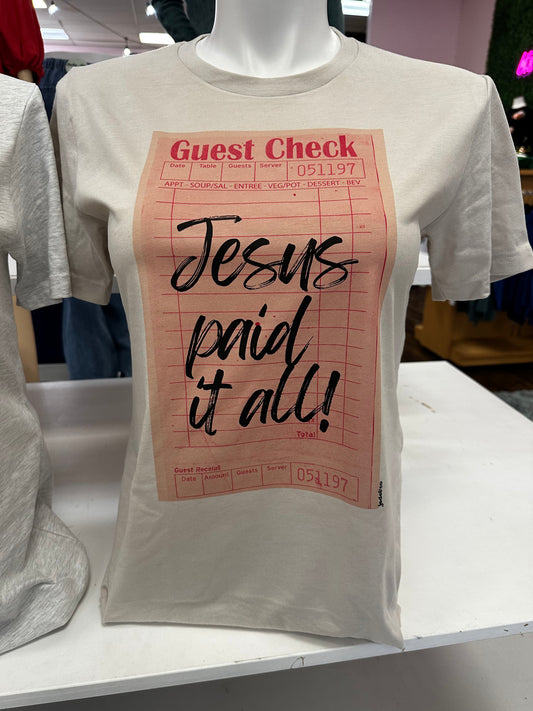 Guest Check
Date Table Guests Server 051197
APPT - SOUP/SAL - ENTREE - VEG/POT - DESSERT - BEV
Jesus
paid
it all!
Total
Guest Receipt
Date Amount Guests Server 051197